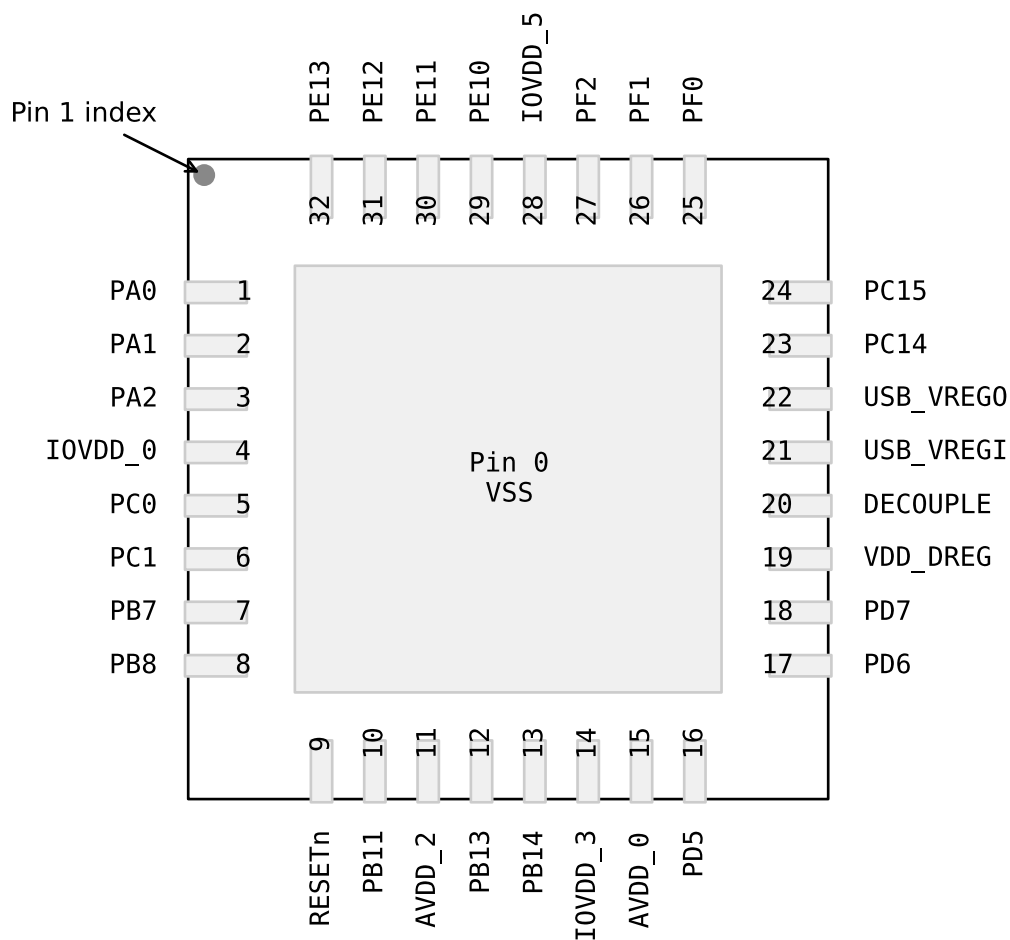 IOVDD_5
PE13 PE12 PE11 PE10 PF2 PF1 PF0
Pin 1 index
32 31 30 29 28 27 26 25
PA0 1 24 PC15
PA1 2 23 PC14
PA2 3 22 USB_VREGO
IOVDD_0 4 21 USB_VREGI
Pin 0
VSS
PC0 5 20 DECOUPLE
PC1 6 19 VDD_DREG
PB7 7 18 PD7
PB8 8 17 PD6
9 10 11 12 13 14 15 16
RESETn PB11 AVDD_2 PB13 PB14 IOVDD_3 AVDD_0 PD5